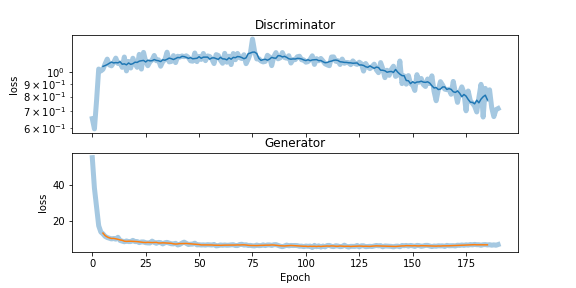 Discriminator
10⁰
9 × 10⁻¹
8 × 10⁻¹
7 × 10⁻¹
6 × 10⁻¹
loss
Generator
40
20
loss
0 25 50 75 100 125 150 175
Epoch